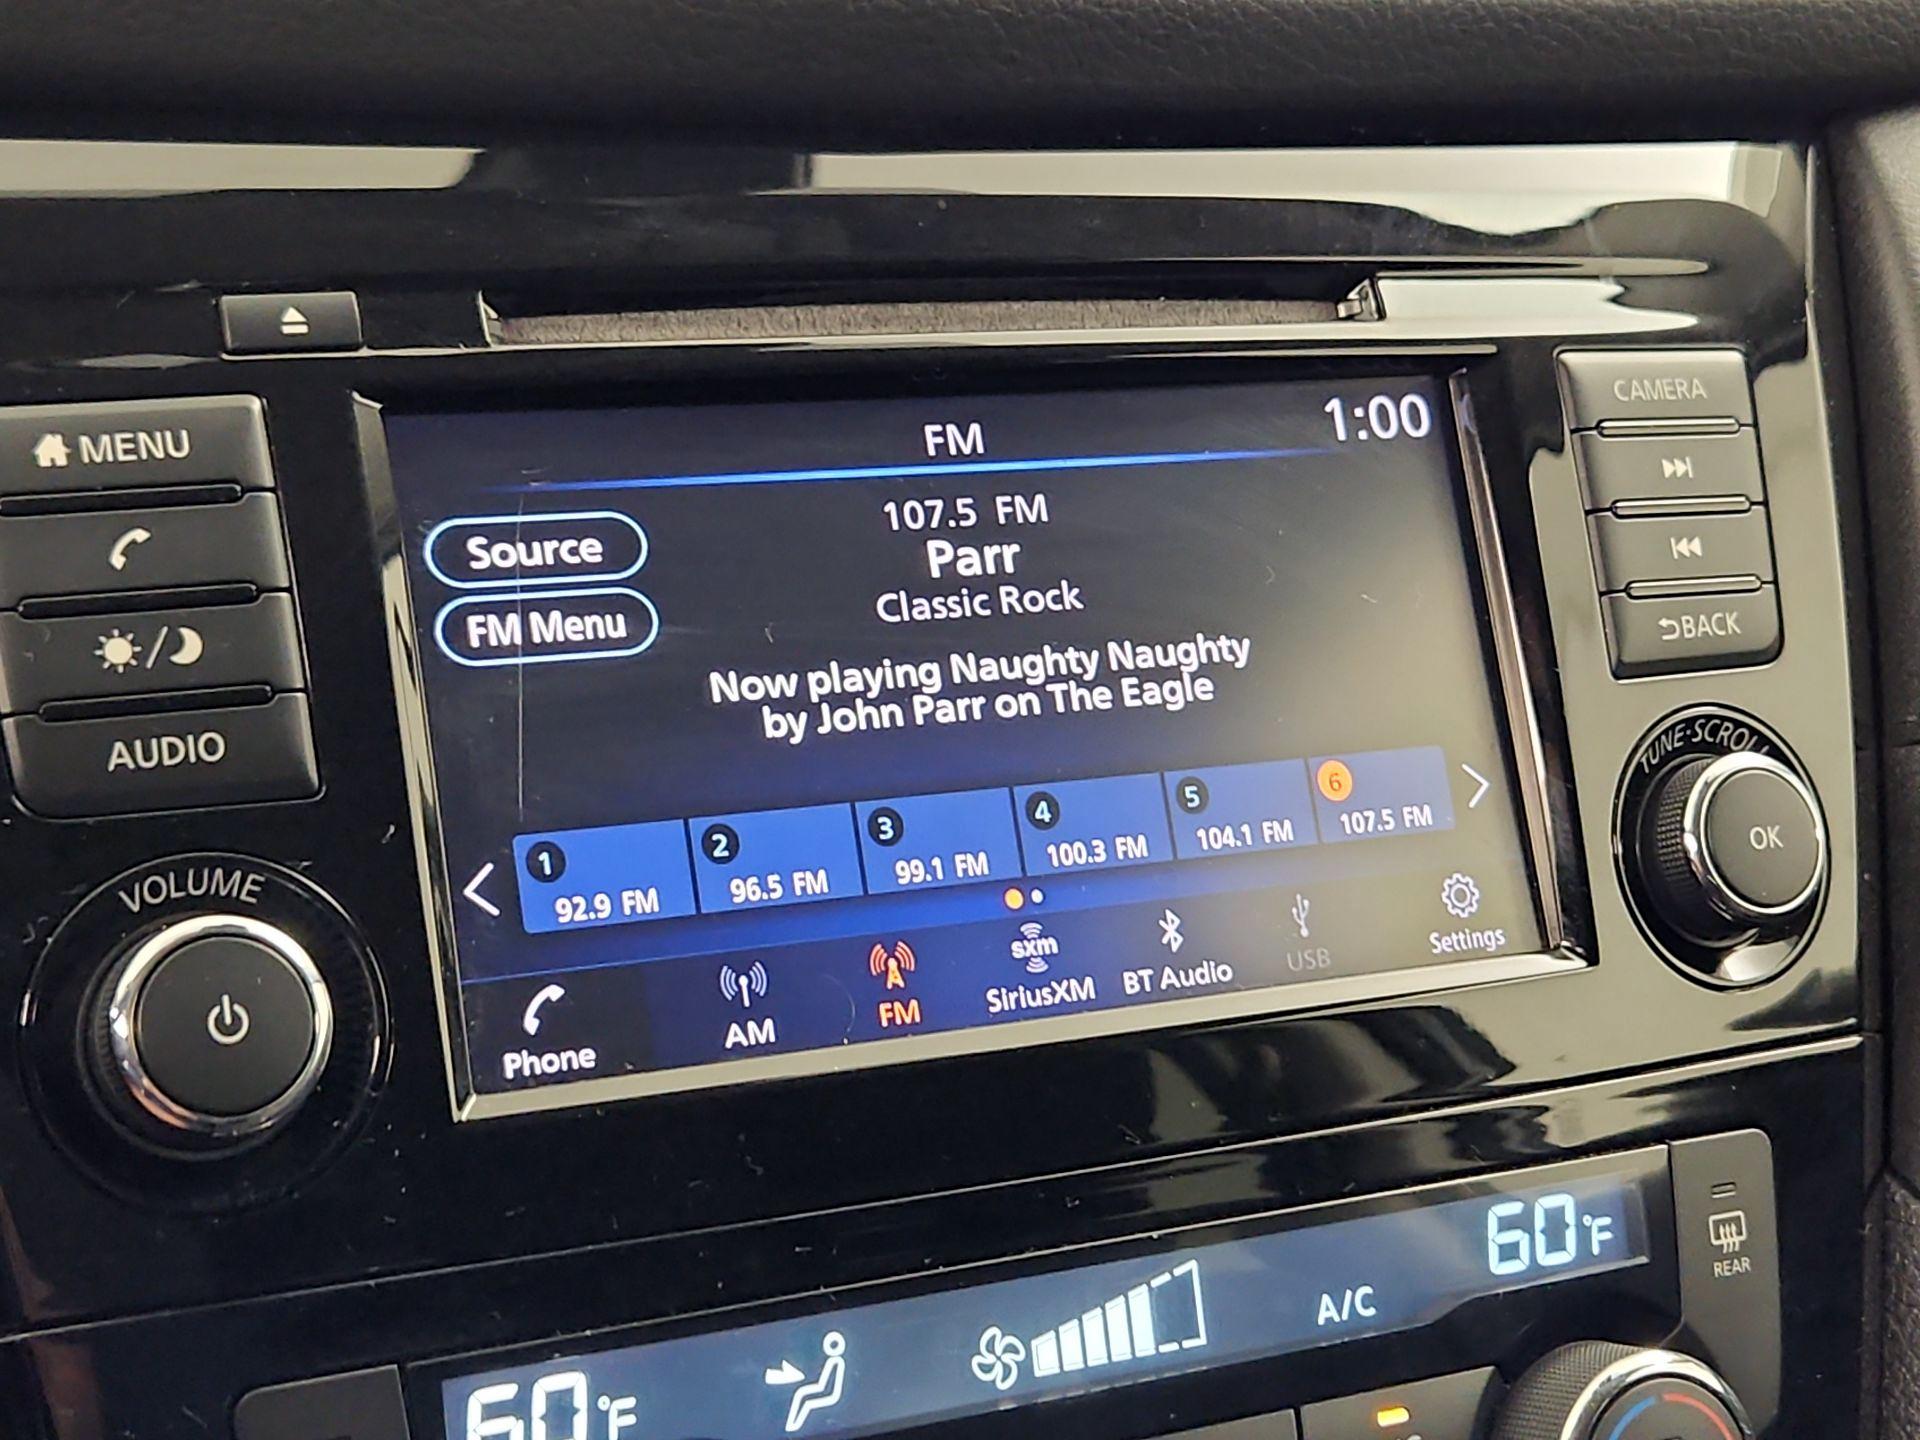 MENU
AUDIO
VOLUME
FM
1:00
Source
FM Menu
107.5 FM
Parr
Classic Rock
Now playing Naughty Naughty
by John Parr on The Eagle
1
92.9 FM
2
96.5 FM
3
99.1 FM
4
100.3 FM
5
104.1 FM
6
107.5 FM
Phone
AM
FM
sxm
SiriusXM
BT Audio
USB
Settings
CAMERA
BACK
TUNE·SCROLL
OK
60°F
A/C
60°F
REAR